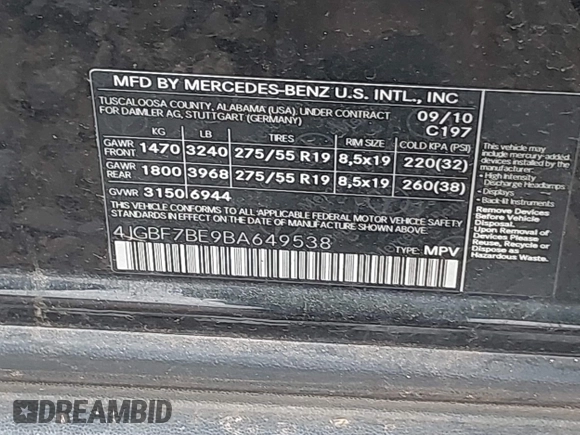 MFD BY MERCEDES-BENZ U.S. INTL., INC
TUSCALOOSA COUNTY, ALABAMA (USA), UNDER CONTRACT
FOR DAIMLER AG, STUTTGART (GERMANY)
09/10
C197
KG LB TIRES RIM SIZE COLD KPA (PSI)
GAWR FRONT 1470 3240 275/55 R19 8,5x19 220(32)
GAWR REAR 1800 3968 275/55 R19 8,5x19 260(38)
GVWR 3150 6944
THIS VEHICLE CONFORMS TO ALL APPLICABLE FEDERAL MOTOR VEHICLE SAFETY
STANDARDS IN EFFECT ON THE DATE OF MANUFACTURE SHOWN ABOVE.
4JGBF7BE9BA649538
TYPE: MPV
This vehicle may
include mercury-added
devices installed by
the manufacturer:
• High Intensity
Discharge Headlamps
• Displays
• Back-lit Instruments
Remove Devices
Before Vehicle
Disposal.
Upon Removal
Reuse, Recycle or
Dispose as
Hazardous Waste.
DREAMBID